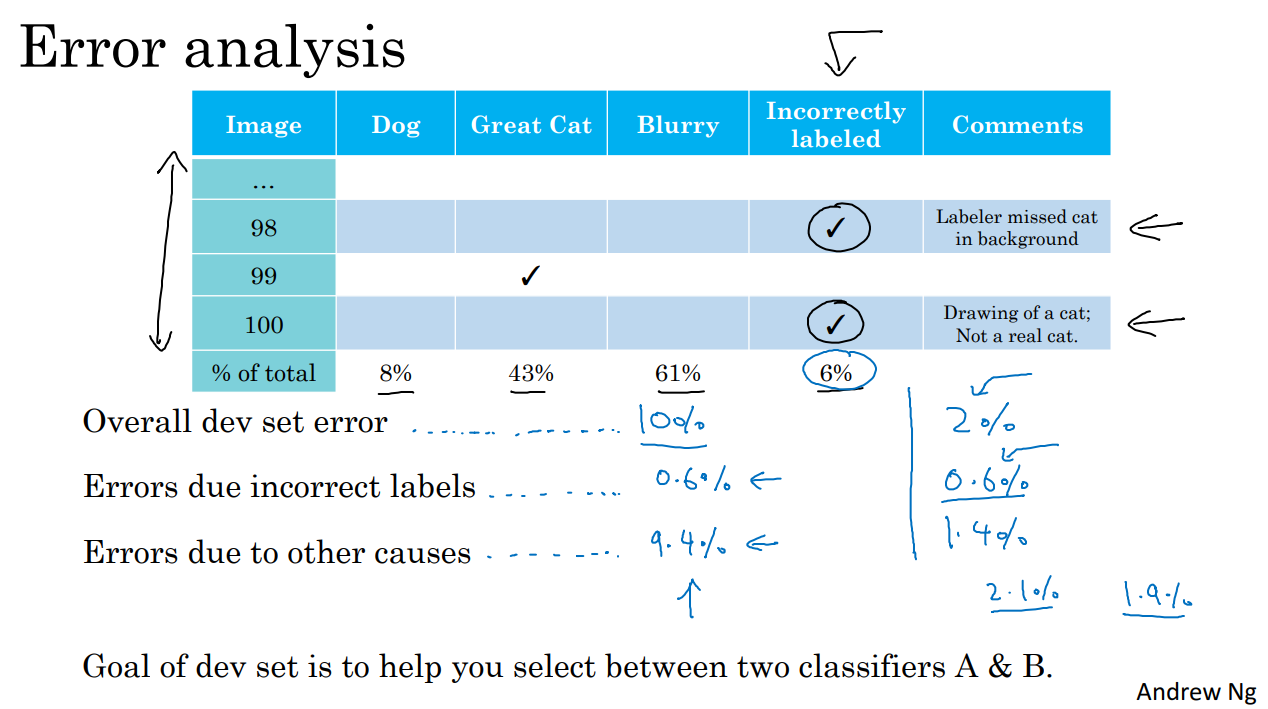 Error analysis
Image Dog Great Cat Blurry Incorrectly labeled Comments
...
98 ✓ Labeler missed cat in background
99 ✓
100 ✓ Drawing of a cat; Not a real cat.
% of total 8% 43% 61% 6%
Overall dev set error 10% 2%
Errors due incorrect labels 0.6% 0.6%
Errors due to other causes 9.4% 1.4%
2.1% 1.9%
Goal of dev set is to help you select between two classifiers A & B.
Andrew Ng